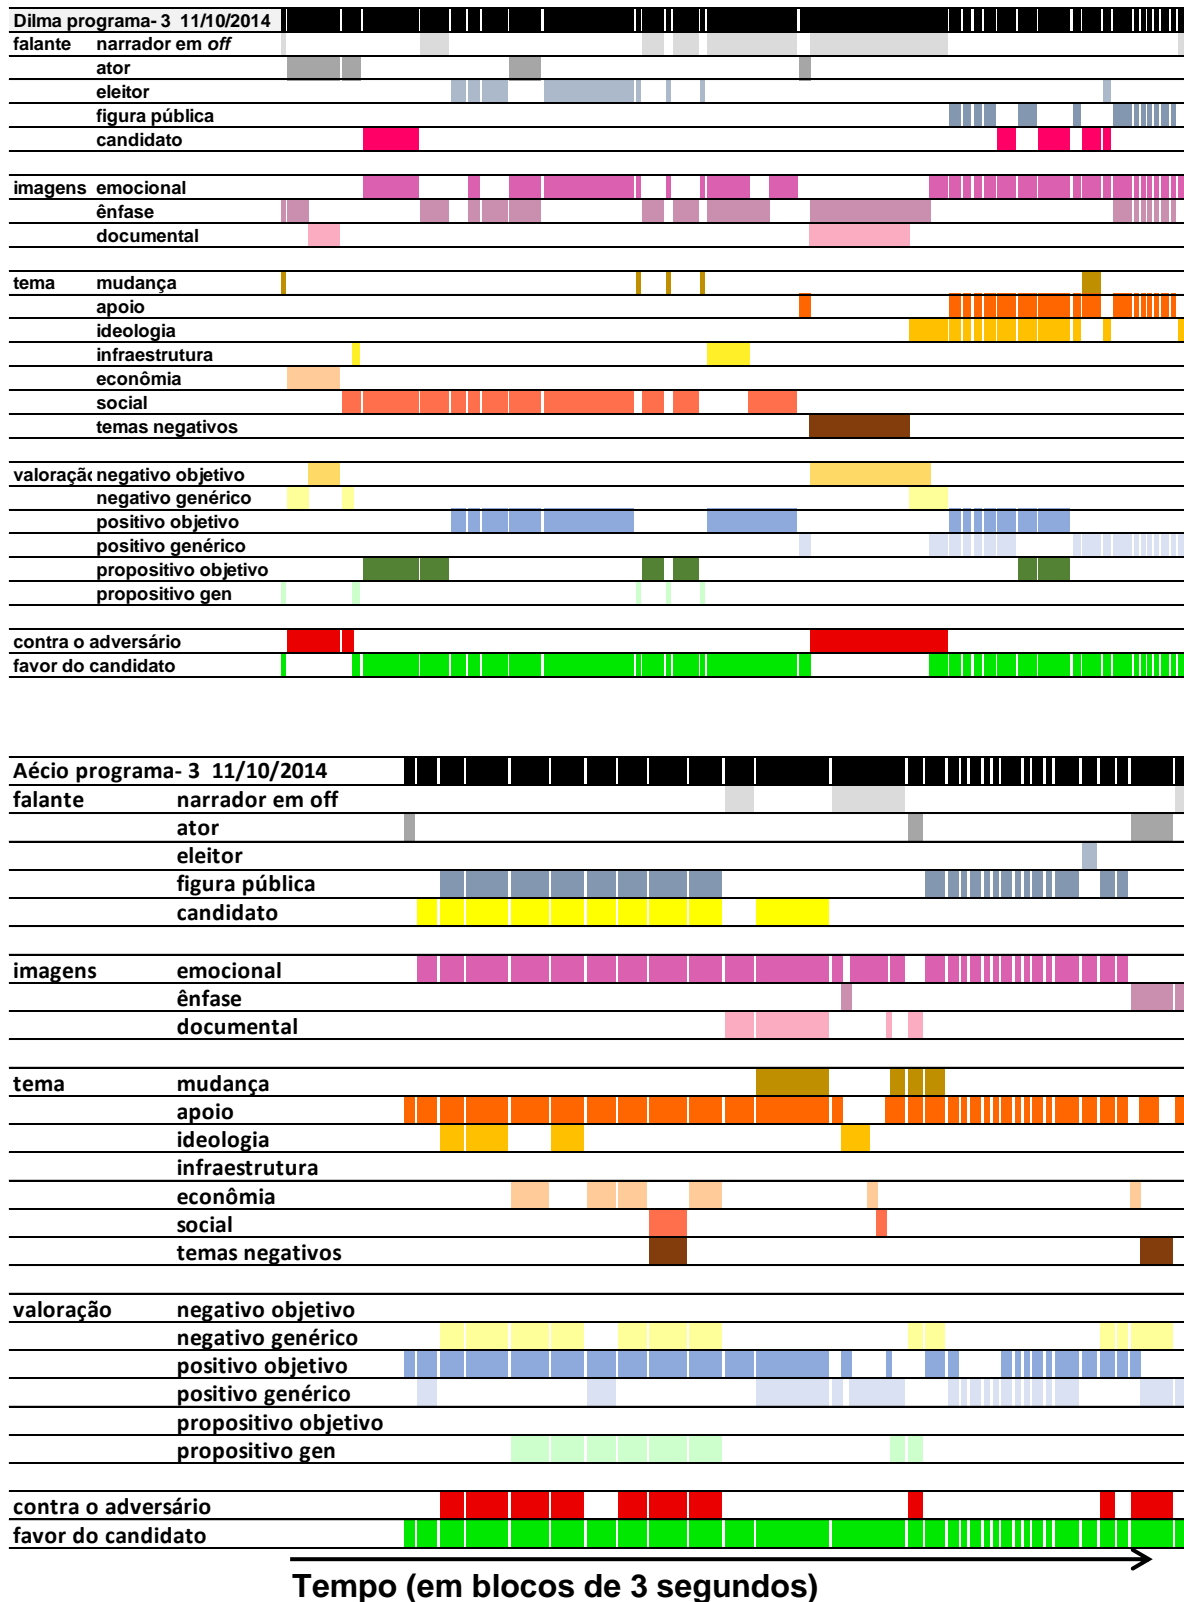 Dilma programa- 3 11/10/2014
falante narrador em off
ator
eleitor
figura pública
candidato
imagens emocional
ênfase
documental
tema mudança
apoio
ideologia
infraestrutura
econômia
social
temas negativos
valoraçãc negativo objetivo
negativo genérico
positivo objetivo
positivo genérico
propositivo objetivo
propositivo gen
contra o adversário
favor do candidato
Aécio programa- 3 11/10/2014
falante narrador em off
ator
eleitor
figura pública
candidato
imagens emocional
ênfase
documental
tema mudança
apoio
ideologia
infraestrutura
econômia
social
temas negativos
valoração negativo objetivo
negativo genérico
positivo objetivo
positivo genérico
propositivo objetivo
propositivo gen
contra o adversário
favor do candidato
Tempo (em blocos de 3 segundos)